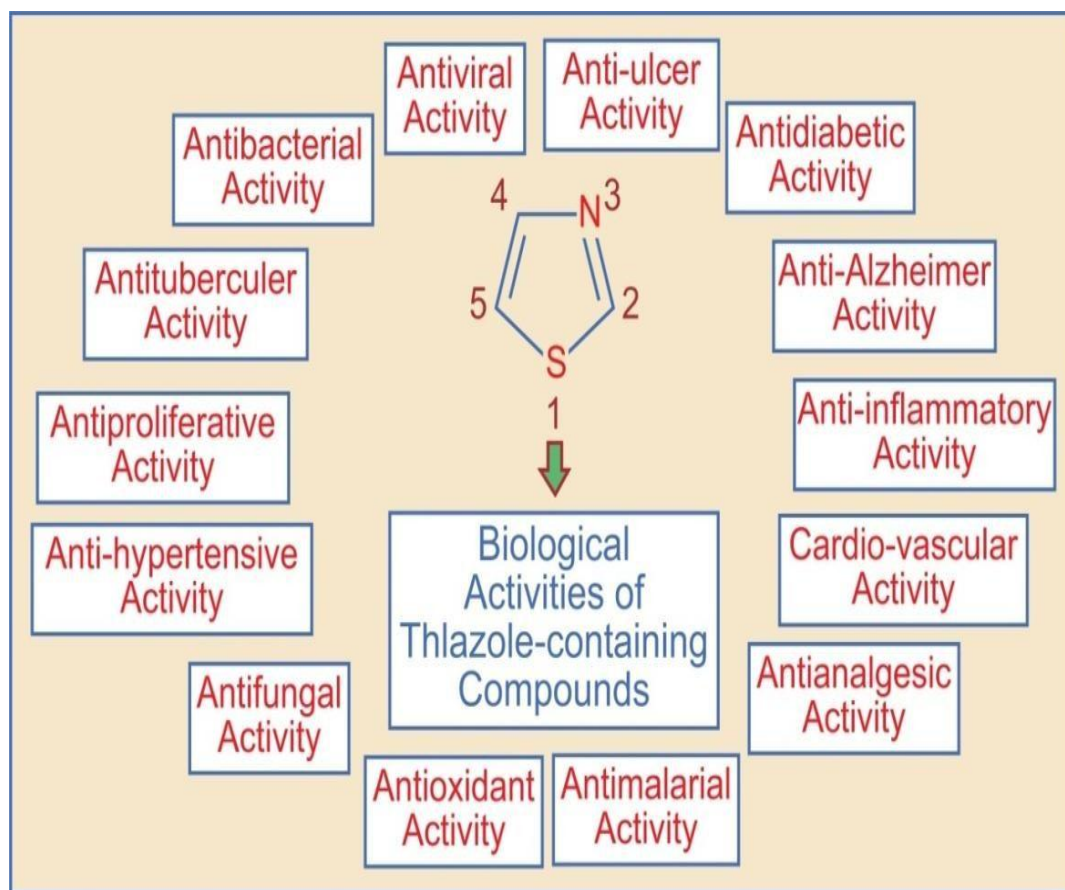 Antiviral
Activity
Anti-ulcer
Activity
Antibacterial
Activity
Antidiabetic
Activity
4
N
3
Antituberculer
Activity
Anti-Alzheimer
Activity
5
2
S
1
Antiproliferative
Activity
Anti-inflammatory
Activity
Anti-hypertensive
Activity
Biological
Activities of
Thlazole-containing
Compounds
Cardio-vascular
Activity
Antifungal
Activity
Antianalgesic
Activity
Antioxidant
Activity
Antimalarial
Activity